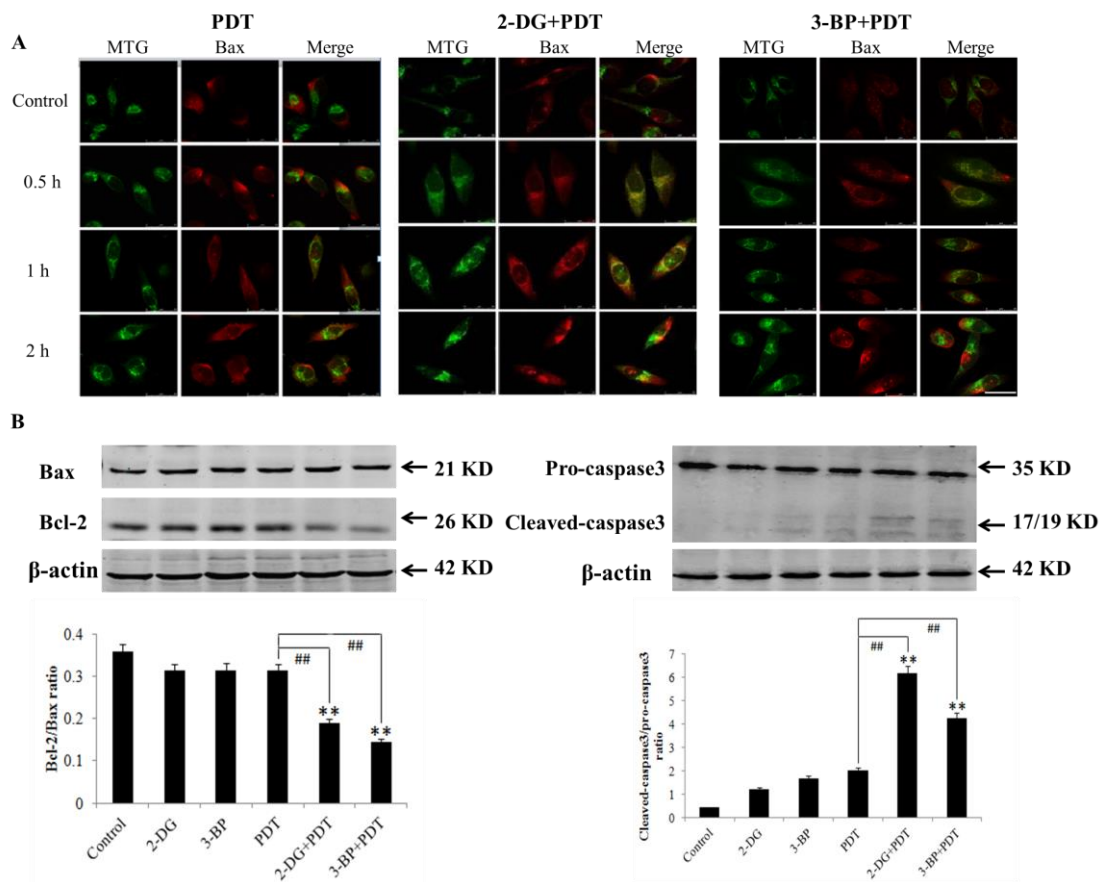 PDT 2-DG+PDT 3-BP+PDT
A
MTG Bax Merge MTG Bax Merge MTG Bax Merge
Control
0.5 h
1 h
2 h
B
Bax 21 KD
Bcl-2 26 KD
β-actin 42 KD
Pro-caspase3 35 KD
Cleaved-caspase3 17/19 KD
β-actin 42 KD
Bcl-2/Bax ratio
0.4
0.3
0.2
0.1
0
## ##
**
**
Control 2-DG 3-BP PDT 2-DG+PDT 3-BP+PDT
Cleaved-caspase3/pro-caspase3
ratio
7
6
5
4
3
2
1
0
##
##
**
**
Control 2-DG 3-BP PDT 2-DG+PDT 3-BP+PDT